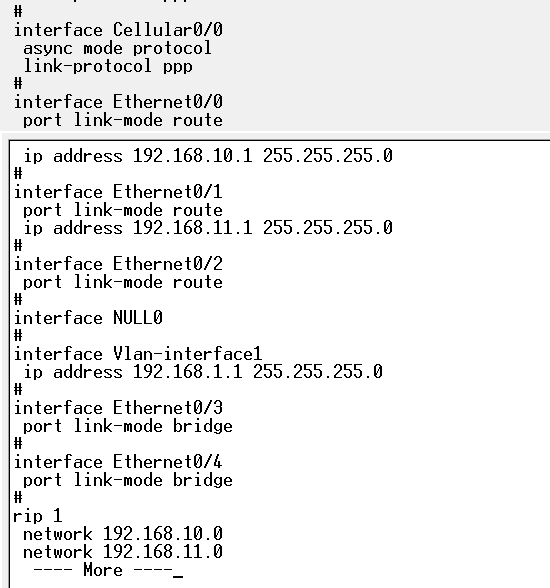 #
interface Cellular0/0
 async mode protocol
 link-protocol ppp
#
interface Ethernet0/0
 port link-mode route
 ip address 192.168.10.1 255.255.255.0
#
interface Ethernet0/1
 port link-mode route
 ip address 192.168.11.1 255.255.255.0
#
interface Ethernet0/2
 port link-mode route
#
interface NULL0
#
interface Vlan-interface1
 ip address 192.168.1.1 255.255.255.0
#
interface Ethernet0/3
 port link-mode bridge
#
interface Ethernet0/4
 port link-mode bridge
#
rip 1
 network 192.168.10.0
 network 192.168.11.0
  ---- More ----_